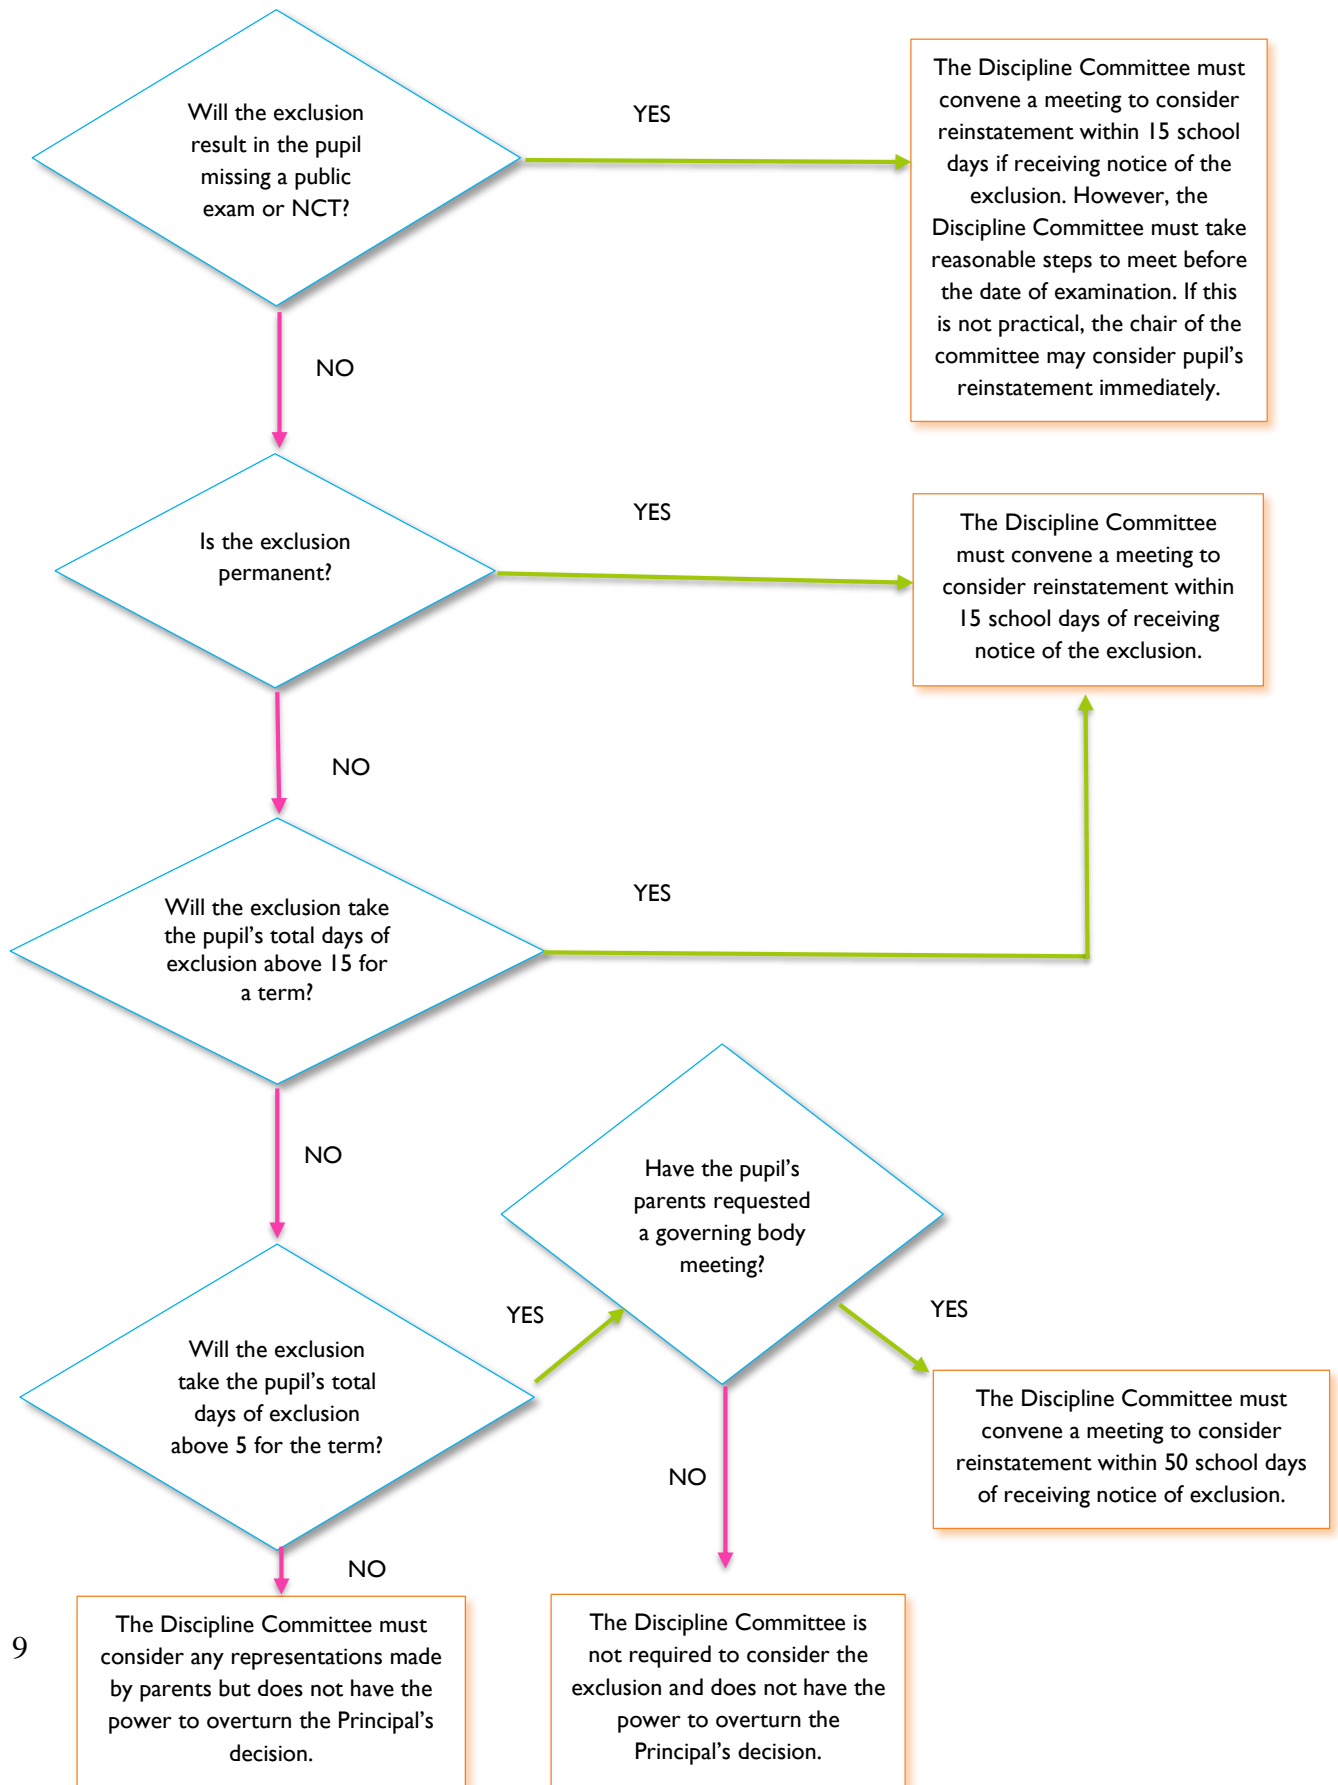 Will the exclusion
result in the pupil
missing a public
exam or NCT?
YES
The Discipline Committee must
convene a meeting to consider
reinstatement within 15 school
days if receiving notice of the
exclusion. However, the
Discipline Committee must take
reasonable steps to meet before
the date of examination. If this
is not practical, the chair of the
committee may consider pupil's
reinstatement immediately.
NO
Is the exclusion
permanent?
YES
The Discipline Committee
must convene a meeting to
consider reinstatement within
15 school days of receiving
notice of the exclusion.
NO
Will the exclusion take
the pupil's total days of
exclusion above 15 for
a term?
YES
NO
Have the pupil's
parents requested
a governing body
meeting?
Will the exclusion
take the pupil's total
days of exclusion
above 5 for the term?
YES
YES
The Discipline Committee must
convene a meeting to consider
reinstatement within 50 school days
of receiving notice of exclusion.
NO
NO
The Discipline Committee must
consider any representations made
by parents but does not have the
power to overturn the Principal's
decision.
The Discipline Committee is
not required to consider the
exclusion and does not have the
power to overturn the
Principal's decision.
9